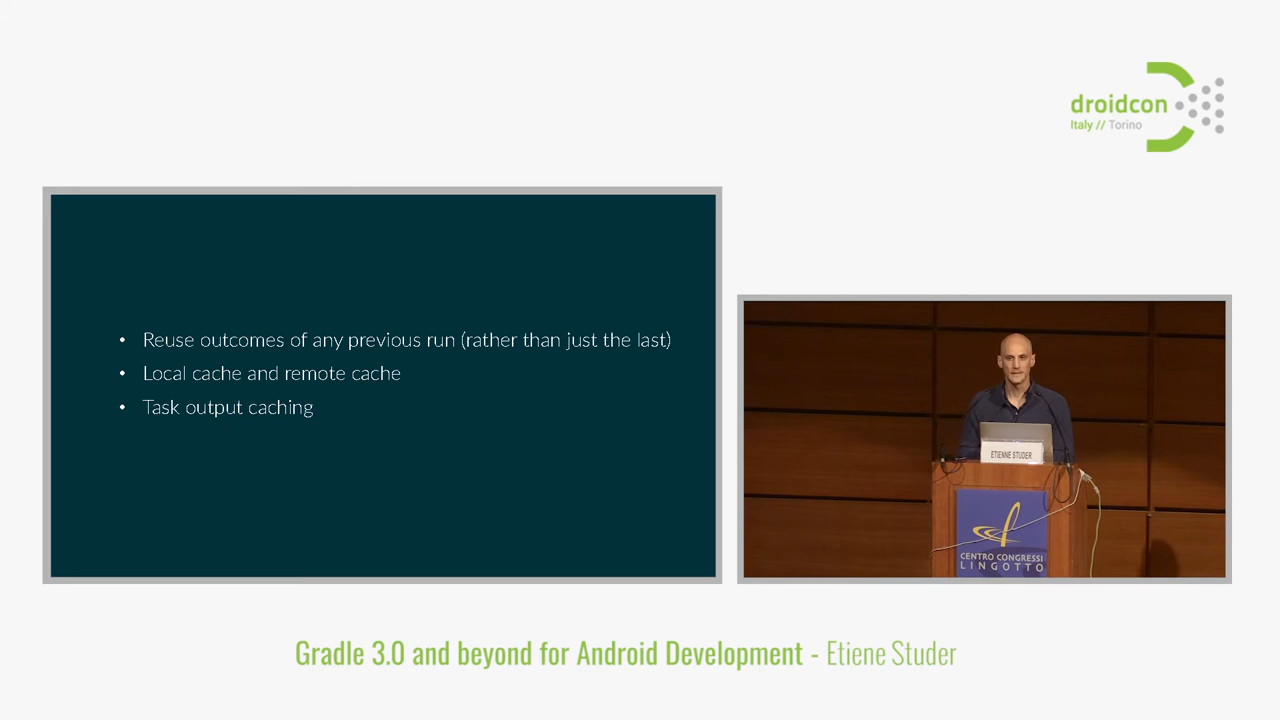 droidcon
Italy // Torino
• Reuse outcomes of any previous run (rather than just the last)
• Local cache and remote cache
• Task output caching
ETIENNE STUDER
CENTRO CONGRESSI
LINGOTTO
Gradle 3.0 and beyond for Android Development - Etiene Studer